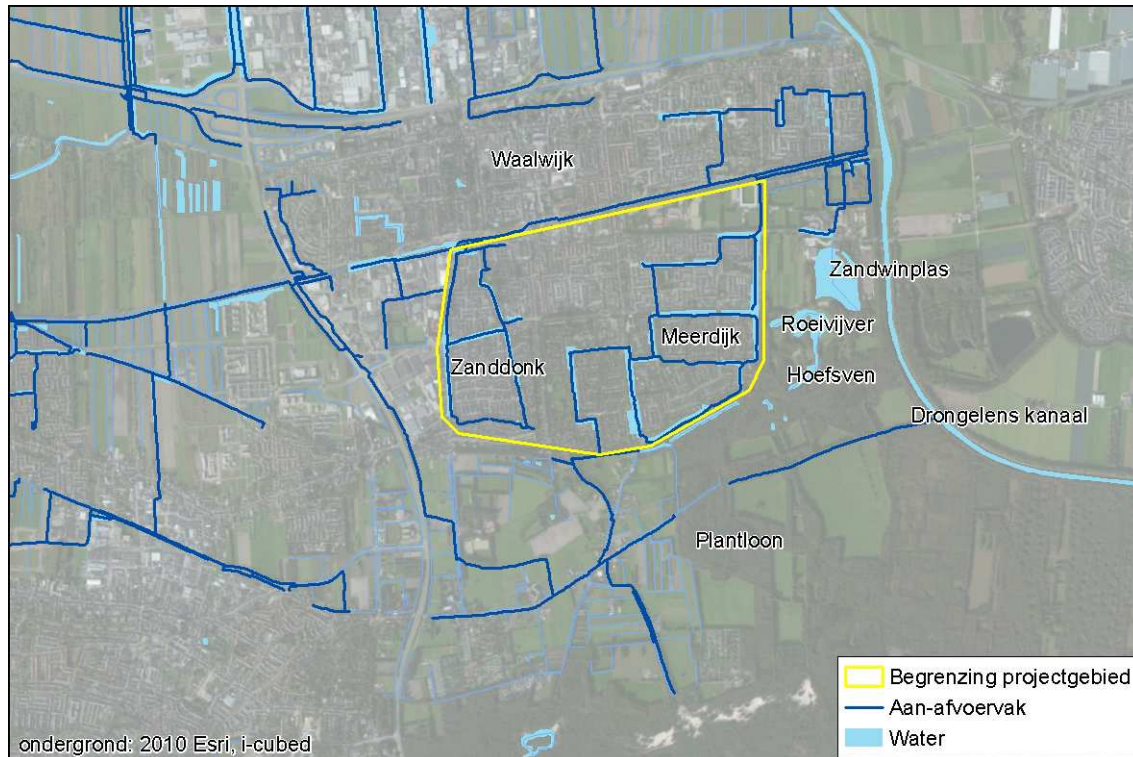 Waalwijk
Zandwinplas
Roeivijver
Meerdijk
Zanddonk
Hoefsven
Drongelens kanaal
Plantloon
Begrenzing projectgebied
Aan-afvoervak
Water
ondergrond: 2010 Esri, i-cubed